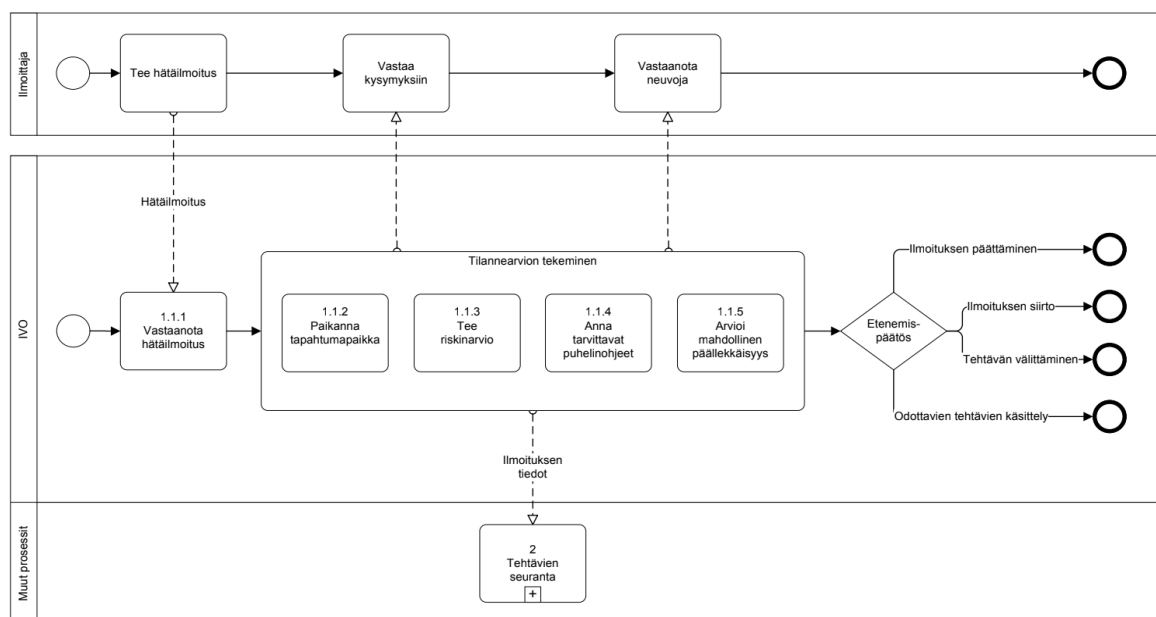 Ilmoittaja
Tee hätäilmoitus
Vastaa
kysymyksiin
Vastaanota
neuvoja
Hätäilmoitus
IVO
1.1.1
Vastaanota
hätäilmoitus
Tilannearvion tekeminen
1.1.2
Paikanna
tapahtumapaikka
1.1.3
Tee
riskinarvio
1.1.4
Anna
tarvittavat
puhelinohjeet
1.1.5
Arvioi
mahdollinen
päällekkäisyys
Etenemis-
päätös
Ilmoituksen päättäminen
Ilmoituksen siirto
Tehtävän välittäminen
Odottavien tehtävien käsittely
Ilmoituksen
tiedot
Muut prosessit
2
Tehtävien
seuranta
+